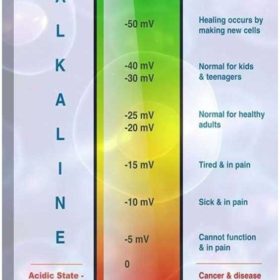 A
L
K
A
L
I
N
E
-50 mV
Healing occurs by
making new cells
-40 mV
-30 mV
Normal for kids
& teenagers
-25 mV
-20 mV
Normal for healthy
adults
-15 mV
Tired & in pain
-10 mV
Sick & in pain
-5 mV
Cannot function
& in pain
0
Acidic State -
Cancer & disease